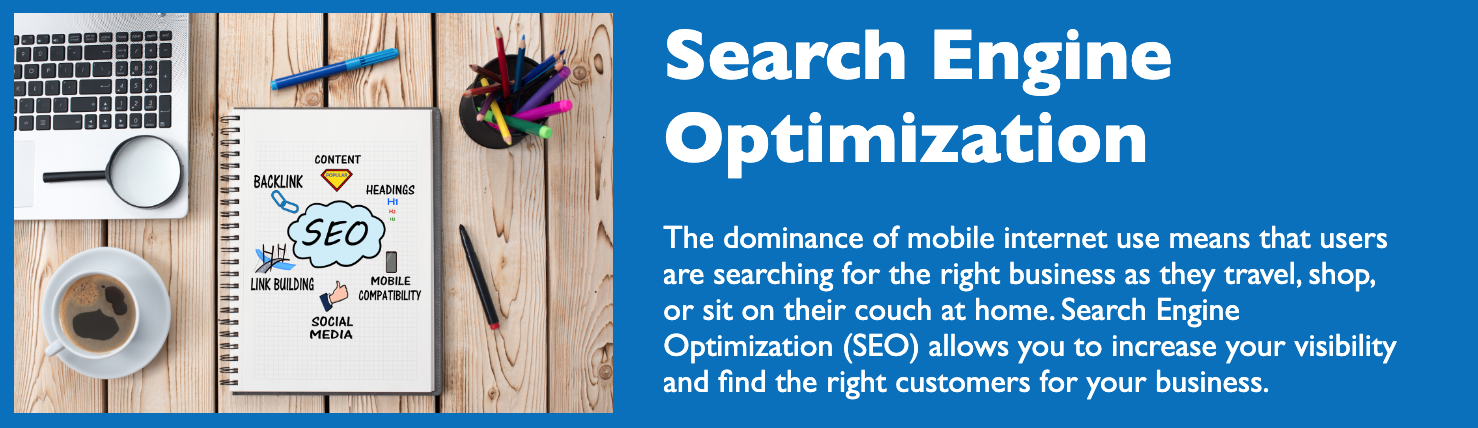 Search Engine
Optimization
The dominance of mobile internet use means that users
are searching for the right business as they travel, shop,
or sit on their couch at home. Search Engine
Optimization (SEO) allows you to increase your visibility
and find the right customers for your business.
CONTENT
POPULAR
BACKLINK
HEADINGS
H1
H2
H3
SEO
LINK BUILDING
MOBILE
COMPATIBILITY
SOCIAL
MEDIA